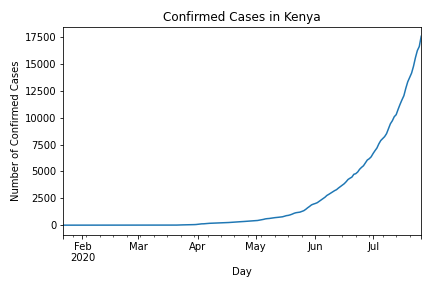 Confirmed Cases in Kenya
Number of Confirmed Cases
17500
15000
12500
10000
7500
5000
2500
0
Feb Mar Apr May Jun Jul
2020
Day